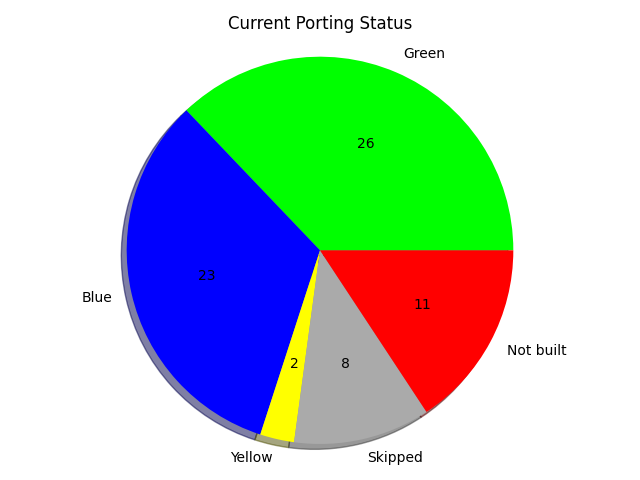 Current Porting Status
Green
26
23
Blue
2
8
11
Not built
Yellow
Skipped